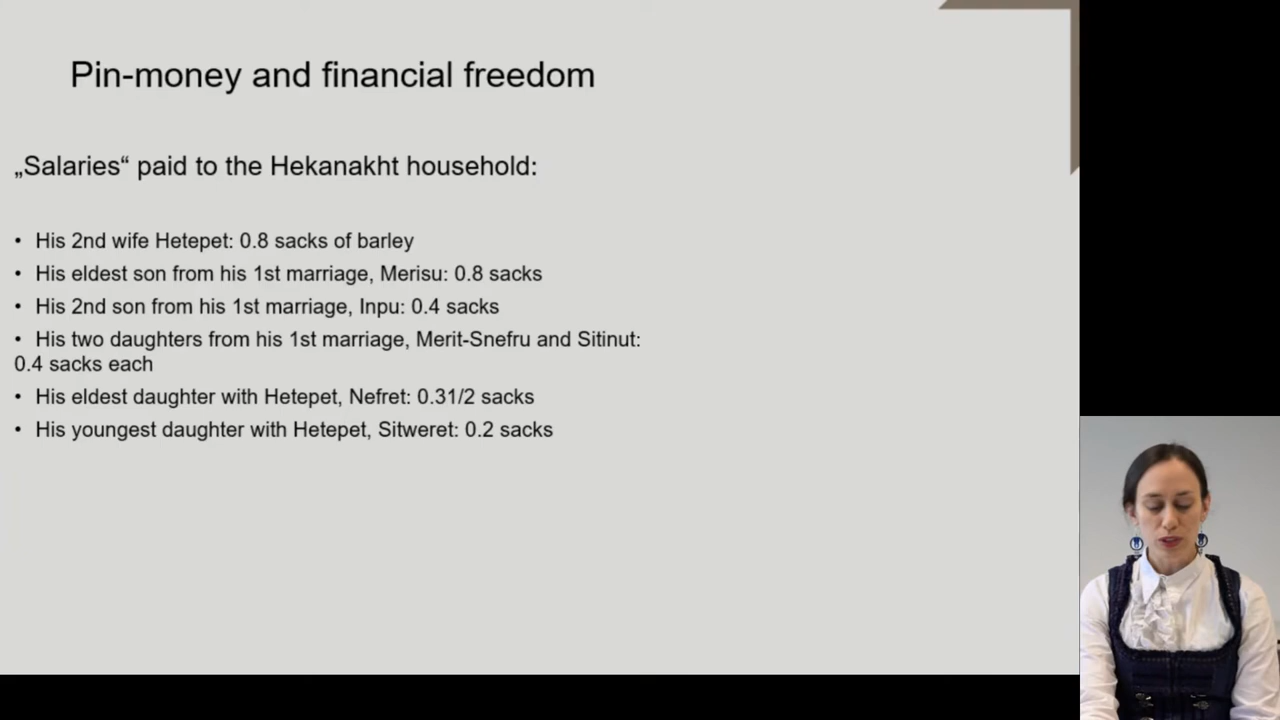 Pin-money and financial freedom
„Salaries“ paid to the Hekanakht household:
• His 2nd wife Hetepet: 0.8 sacks of barley
• His eldest son from his 1st marriage, Merisu: 0.8 sacks
• His 2nd son from his 1st marriage, Inpu: 0.4 sacks
• His two daughters from his 1st marriage, Merit-Snefru and Sitinut:
0.4 sacks each
• His eldest daughter with Hetepet, Nefret: 0.31/2 sacks
• His youngest daughter with Hetepet, Sitweret: 0.2 sacks